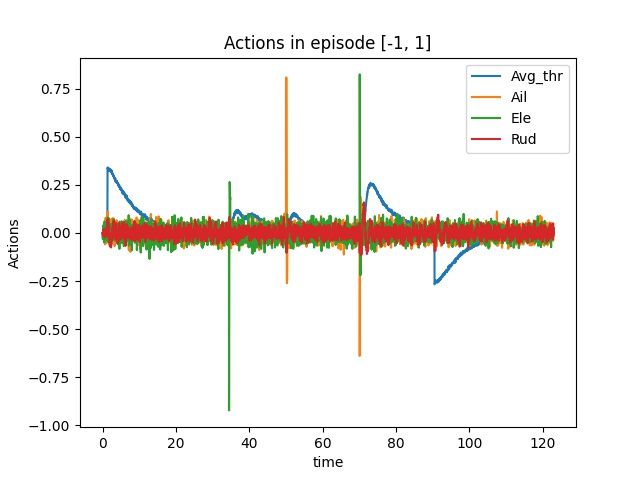 Actions in episode [-1, 1]
Avg_thr
Ail
Ele
Rud
Actions
0.75
0.50
0.25
0.00
−0.25
−0.50
−0.75
−1.00
0 20 40 60 80 100 120
time